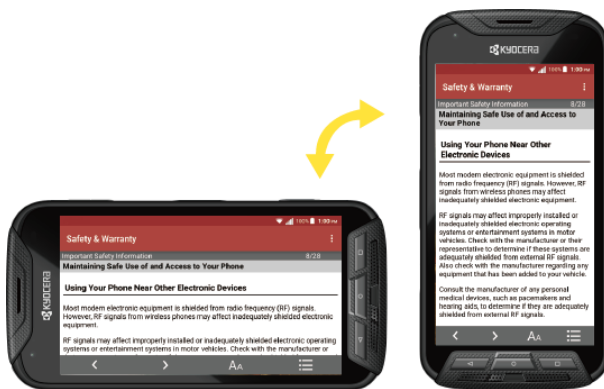 KYOCERA
100% 1:00 PM
Safety & Warranty
Important Safety Information 8/28
Maintaining Safe Use of and Access to Your Phone
Using Your Phone Near Other Electronic Devices
Most modern electronic equipment is shielded from radio frequency (RF) signals.
However, RF signals from wireless phones may affect inadequately shielded electronic
equipment.
RF signals may affect improperly installed or inadequately shielded electronic operating
systems or entertainment systems in motor vehicles. Check with the manufacturer or
AA
KYOCERA
100% 1:00 PM
Safety & Warranty
Important Safety Information 8/28
Maintaining Safe Use of and Access to
Your Phone
Using Your Phone Near Other
Electronic Devices
Most modern electronic equipment is shielded
from radio frequency (RF) signals. However, RF
signals from wireless phones may affect
inadequately shielded electronic equipment.
RF signals may affect improperly installed or
inadequately shielded electronic operating
systems or entertainment systems in motor
vehicles. Check with the manufacturer or their
representative to determine if these systems are
adequately shielded from external RF signals.
Also check with the manufacturer regarding any
equipment that has been added to your vehicle.
Consult the manufacturer of any personal
medical devices, such as pacemakers and
hearing aids, to determine if they are adequately
shielded from external RF signals.
AA